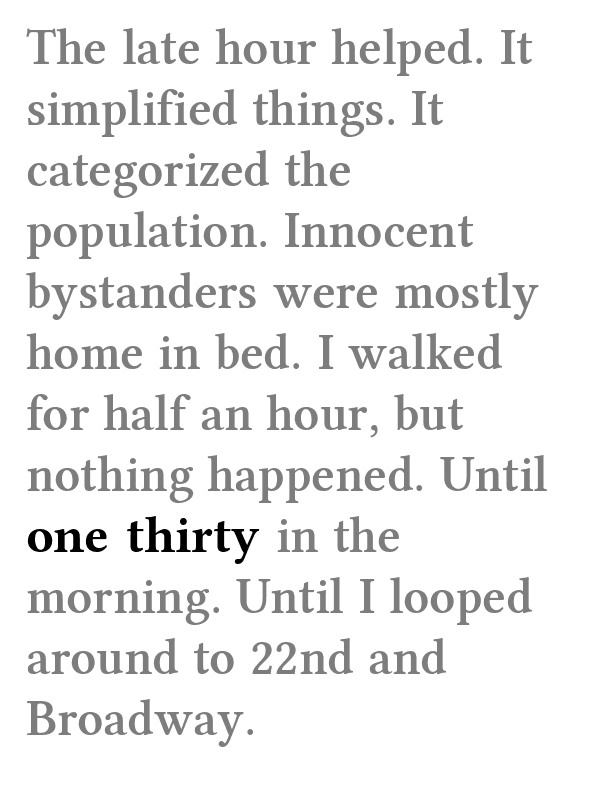 The late hour helped. It
simplified things. It
categorized the
population. Innocent
bystanders were mostly
home in bed. I walked
for half an hour, but
nothing happened. Until
one thirty in the
morning. Until I looped
around to 22nd and
Broadway.